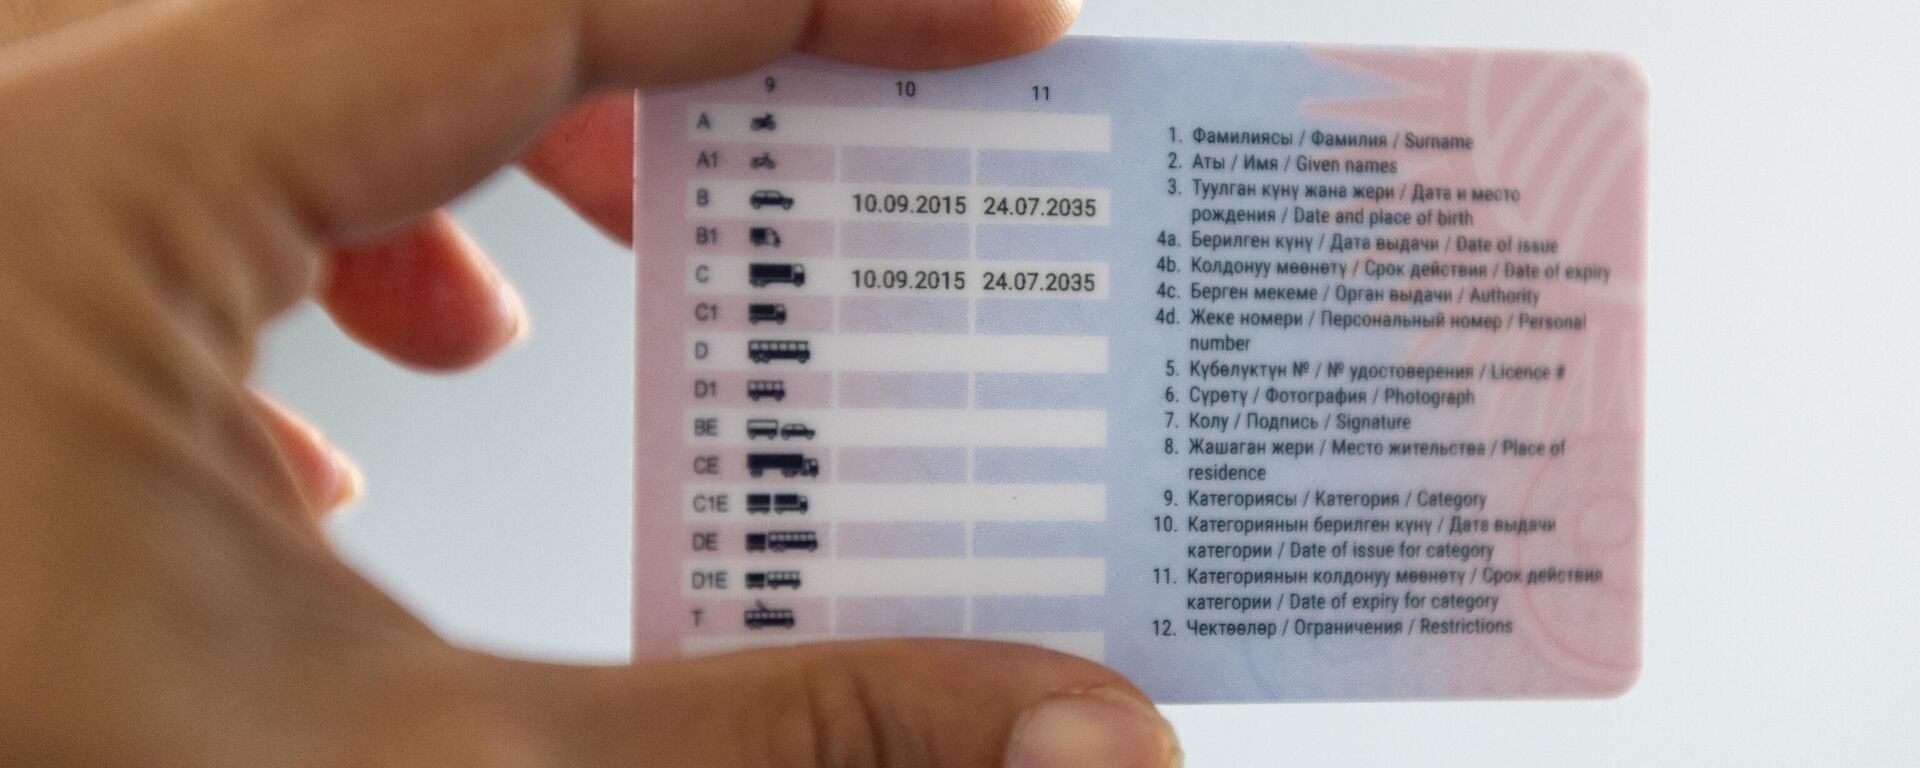 9 10 11
A
A1
B 10.09.2015 24.07.2035
B1
C 10.09.2015 24.07.2035
C1
D
D1
BE
CE
C1E
DE
D1E
T
1. Фамилиясы / Фамилия / Surname
2. Аты / Имя / Given names
3. Туулган күнү жана жери / Дата и место
рождения / Date and place of birth
4a. Берилген күнү / Дата выдачи / Date of issue
4b. Колдонуу мөөнөтү / Срок действия / Date of expiry
4c. Берген мекеме / Орган выдачи / Authority
4d. Жеке номери / Персональный номер / Personal
number
5. Күбөлүктүн № / № удостоверения / Licence #
6. Сүрөтү / Фотография / Photograph
7. Колу / Подпись / Signature
8. Жашаган жери / Место жительства / Place of
residence
9. Категориясы / Категория / Category
10. Категориянын берилген күнү / Дата выдачи
категории / Date of issue for category
11. Категориянын колдонуу мөөнөтү / Срок действия
категории / Date of expiry for category
12. Чектөөлөр / Ограничения / Restrictions